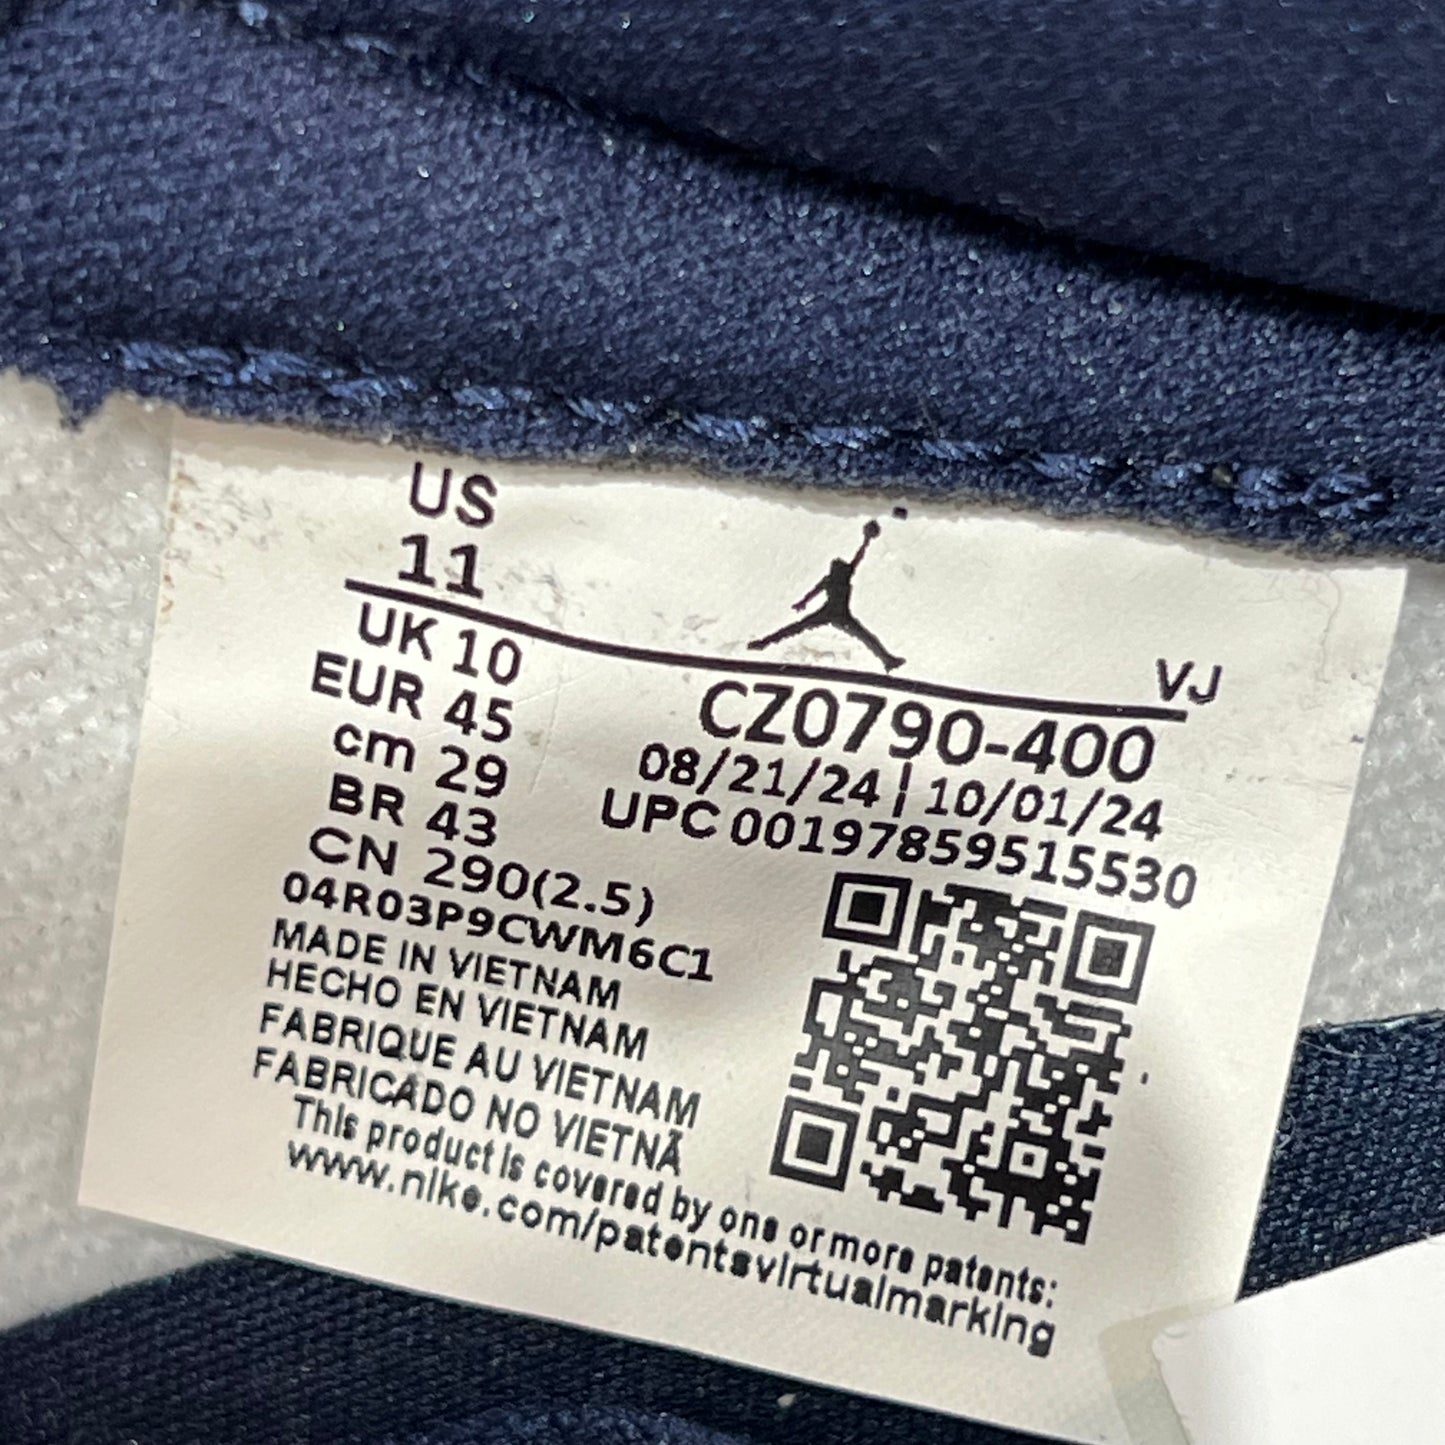 US
11
UK 10
EUR 45
cm 29
BR 43
CN 290(2.5)
04R03P9CWM6C1
MADE IN VIETNAM
HECHO EN VIETNAM
FABRIQUE AU VIETNAM
FABRICADO NO VIETNÃ
This product is covered by one or more patents:
www.nike.com/patentsvirtualmarking
VJ
CZ0790-400
08/21/24 | 10/01/24
UPC 00197859515530